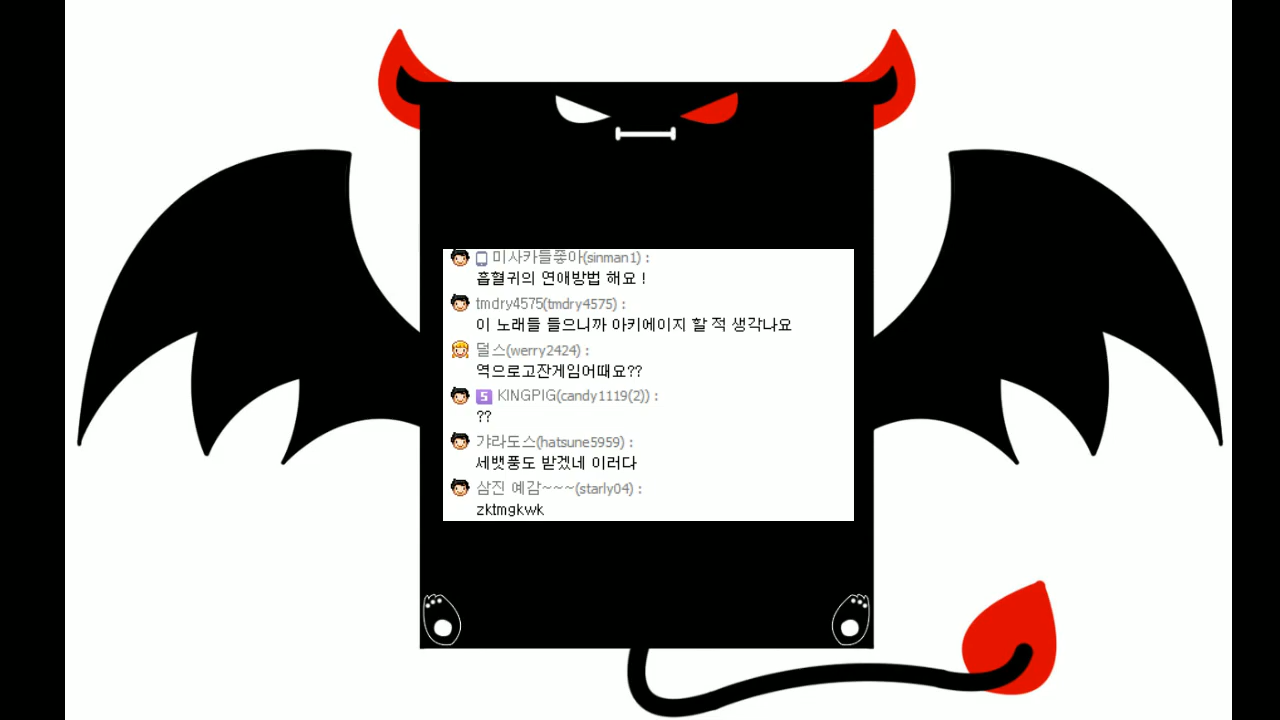 미사카들좋아(sinman1) :
흡혈귀의 연애방법 해요 !
tmdry4575(tmdry4575) :
이 노래들 들으니까 아키에이지 할 적 생각나요
덜스(werry2424) :
역으로고잔게임어때요??
5 KINGPIG(candy1119(2)) :
??
갸라도스(hatsune5959) :
세뱃풍도 받겠네 이러다
삼진 예감~~~(starly04) :
zktmgkwk